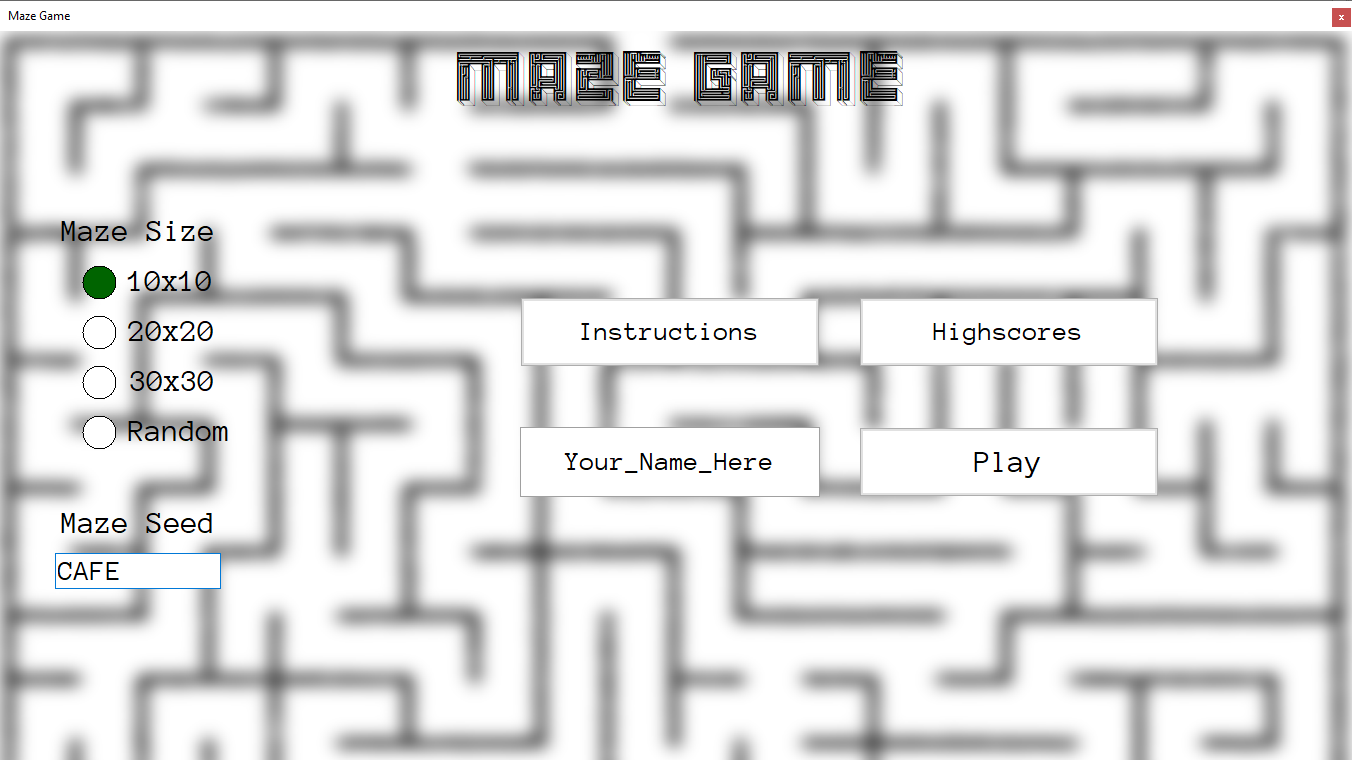 Maze Game
x
MAZE GAME
Maze Size
10x10
20x20
30x30
Random
Instructions
Highscores
Your_Name_Here
Play
Maze Seed
CAFE